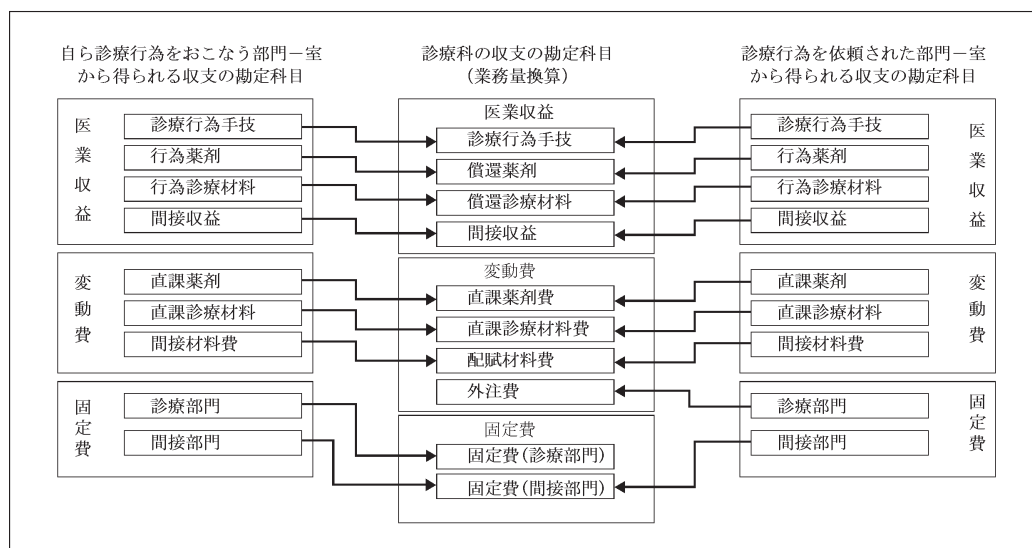 自ら診療行為をおこなう部門－室
から得られる収支の勘定科目
医業収益
診療行為手技
行為薬剤
行為診療材料
間接収益
変動費
直課薬剤
直課診療材料
間接材料費
固定費
診療部門
間接部門
診療科の収支の勘定科目
(業務量換算)
医業収益
診療行為手技
償還薬剤
償還診療材料
間接収益
変動費
直課薬剤費
直課診療材料費
配賦材料費
外注費
固定費
固定費(診療部門)
固定費(間接部門)
診療行為を依頼された部門－室
から得られる収支の勘定科目
診療行為手技
行為薬剤
行為診療材料
間接収益
医業収益
直課薬剤
直課診療材料
間接材料費
変動費
診療部門
間接部門
固定費